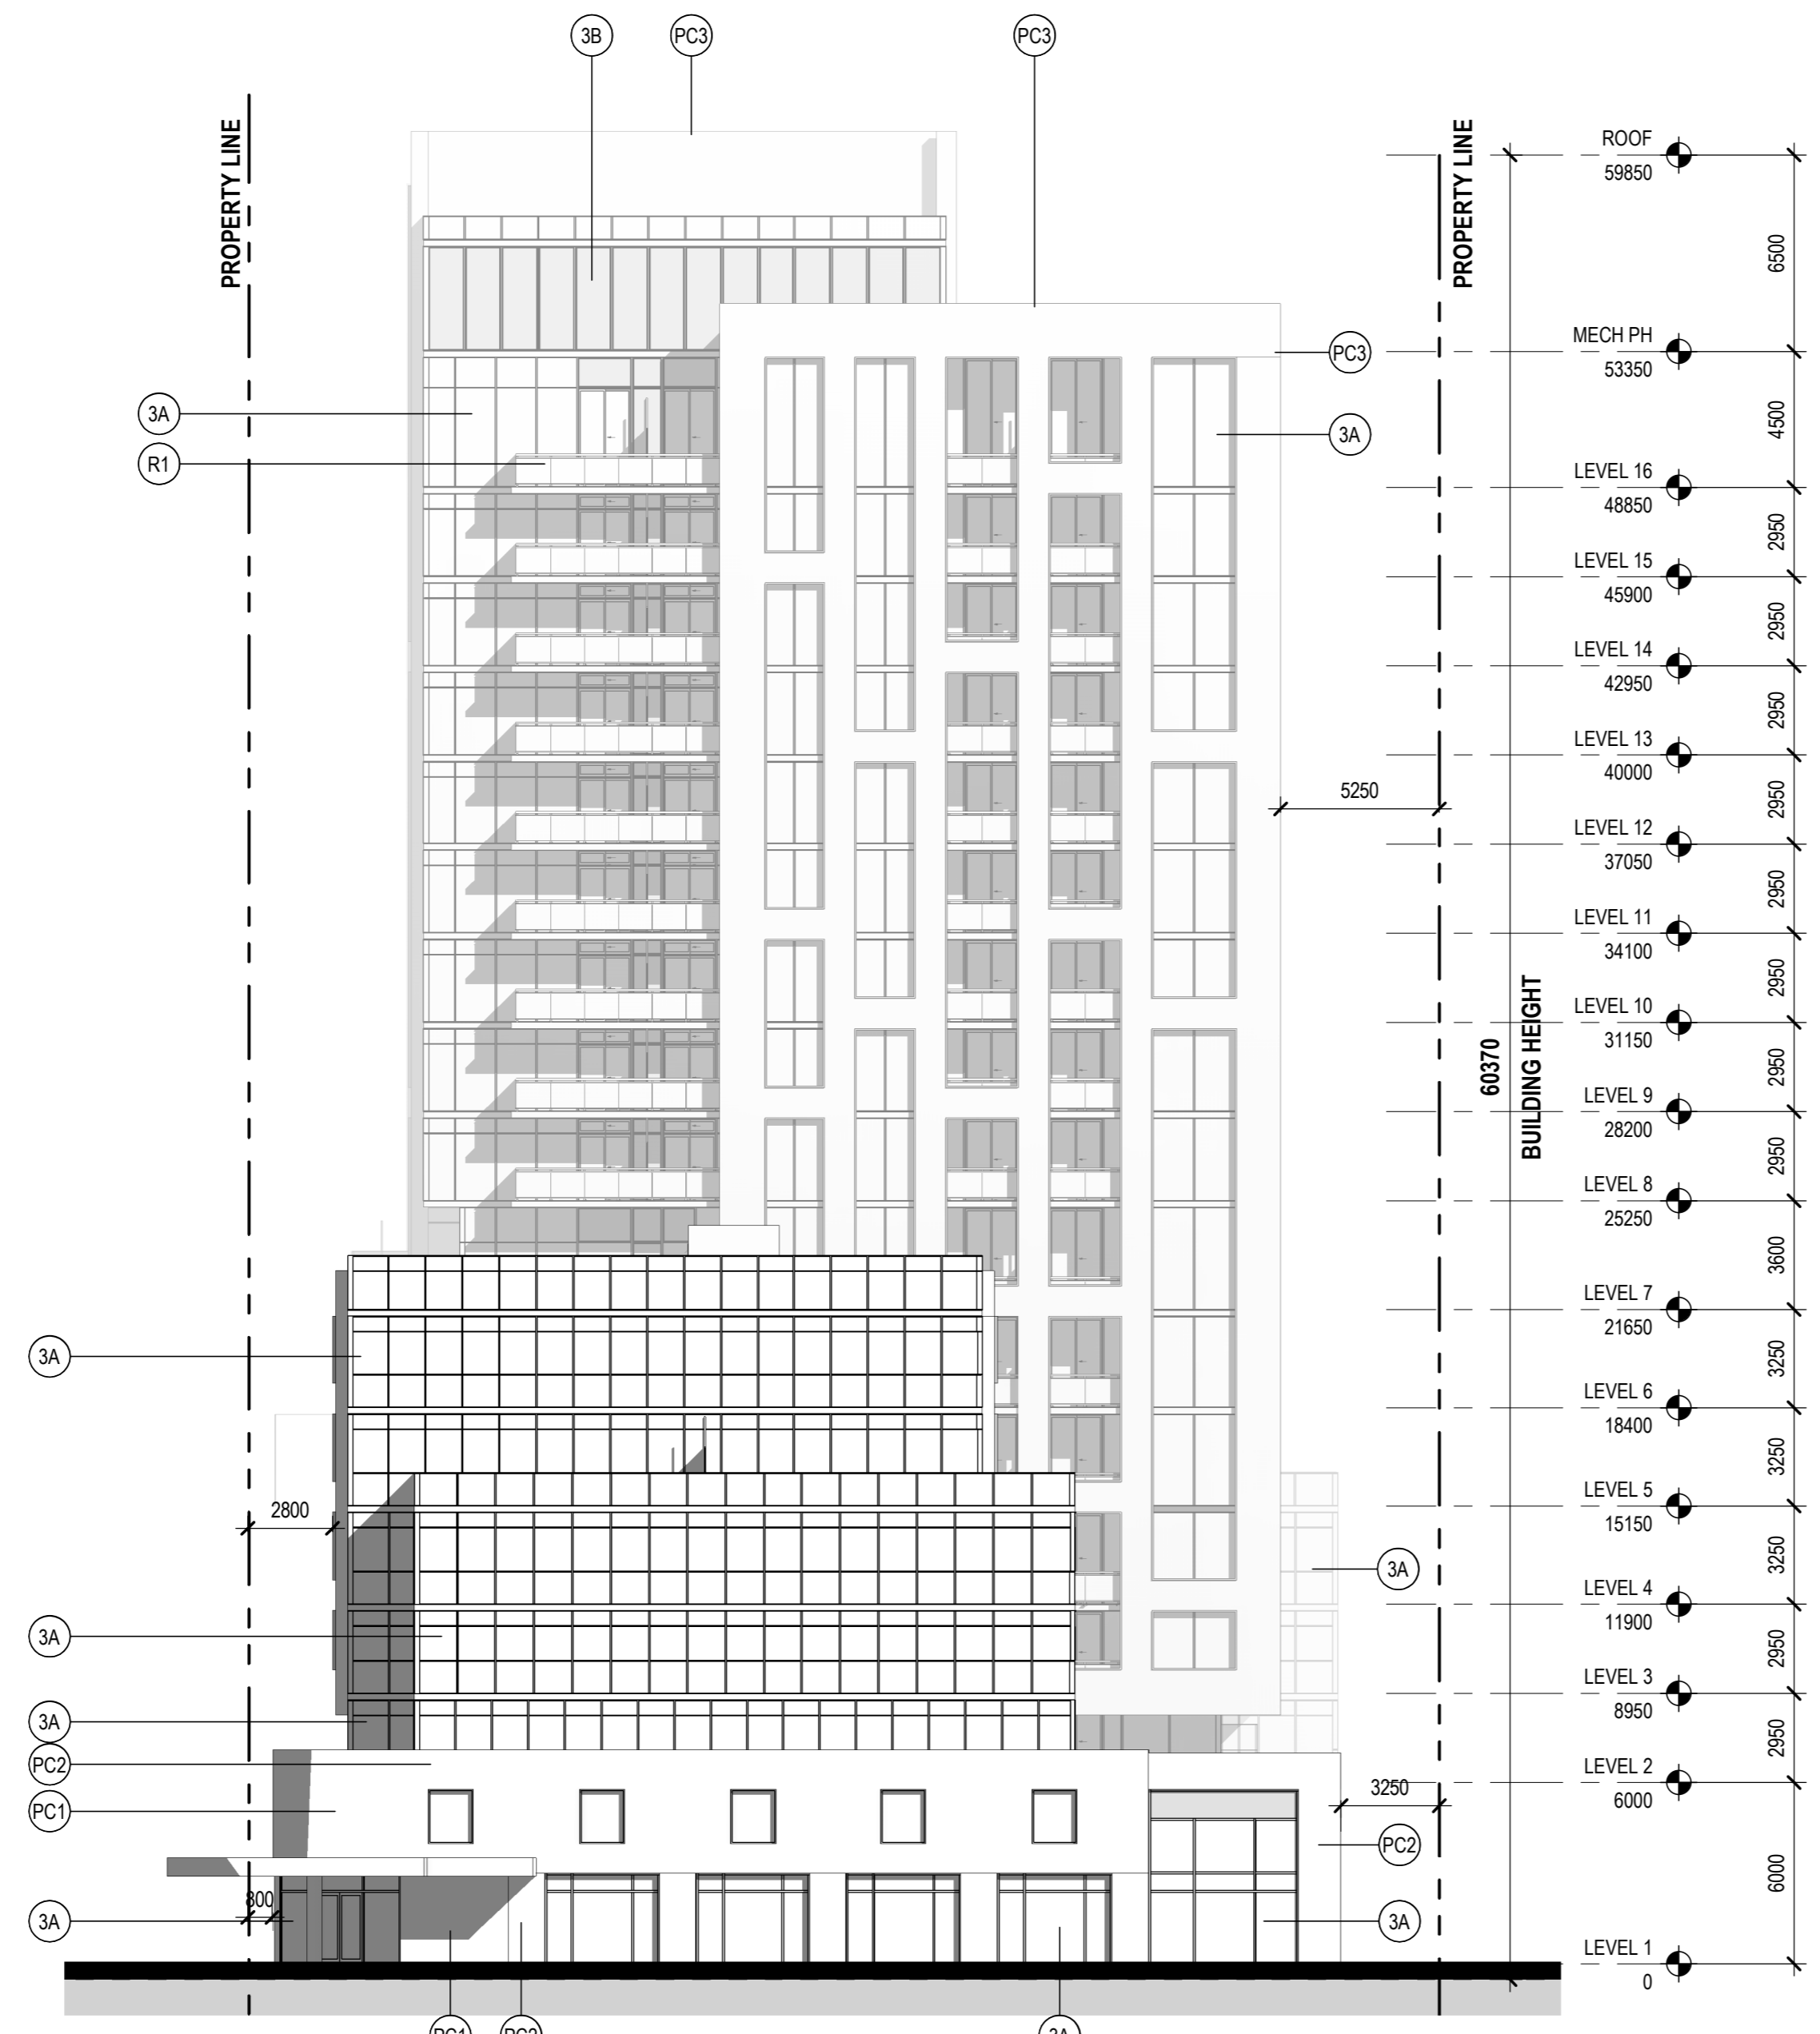 3B
PC3
PC3
PROPERTY LINE
PROPERTY LINE
ROOF
59850
6500
MECH PH
53350
PC3
4500
3A
3A
R1
LEVEL 16
48850
2950
LEVEL 15
45900
2950
LEVEL 14
42950
2950
LEVEL 13
40000
5250
2950
LEVEL 12
37050
2950
LEVEL 11
34100
2950
LEVEL 10
31150
60370
BUILDING HEIGHT
2950
LEVEL 9
28200
2950
LEVEL 8
25250
3600
LEVEL 7
21650
3A
3250
LEVEL 6
18400
3250
LEVEL 5
15150
2800
3250
3A
LEVEL 4
11900
3A
2950
LEVEL 3
8950
3A
2950
PC2
LEVEL 2
6000
3250
PC1
PC2
6000
800
3A
3A
LEVEL 1
0
PC1
PC2
3A